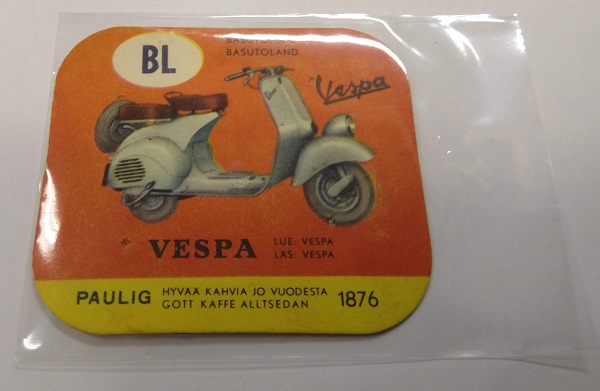 BL
BASUTOLAND
Vespa
VESPA
LUE: VESPA
LÄS: VESPA
PAULIG
HYVÄÄ KAHVIA JO VUODESTA
GOTT KAFFE ALLTSEDAN
1876